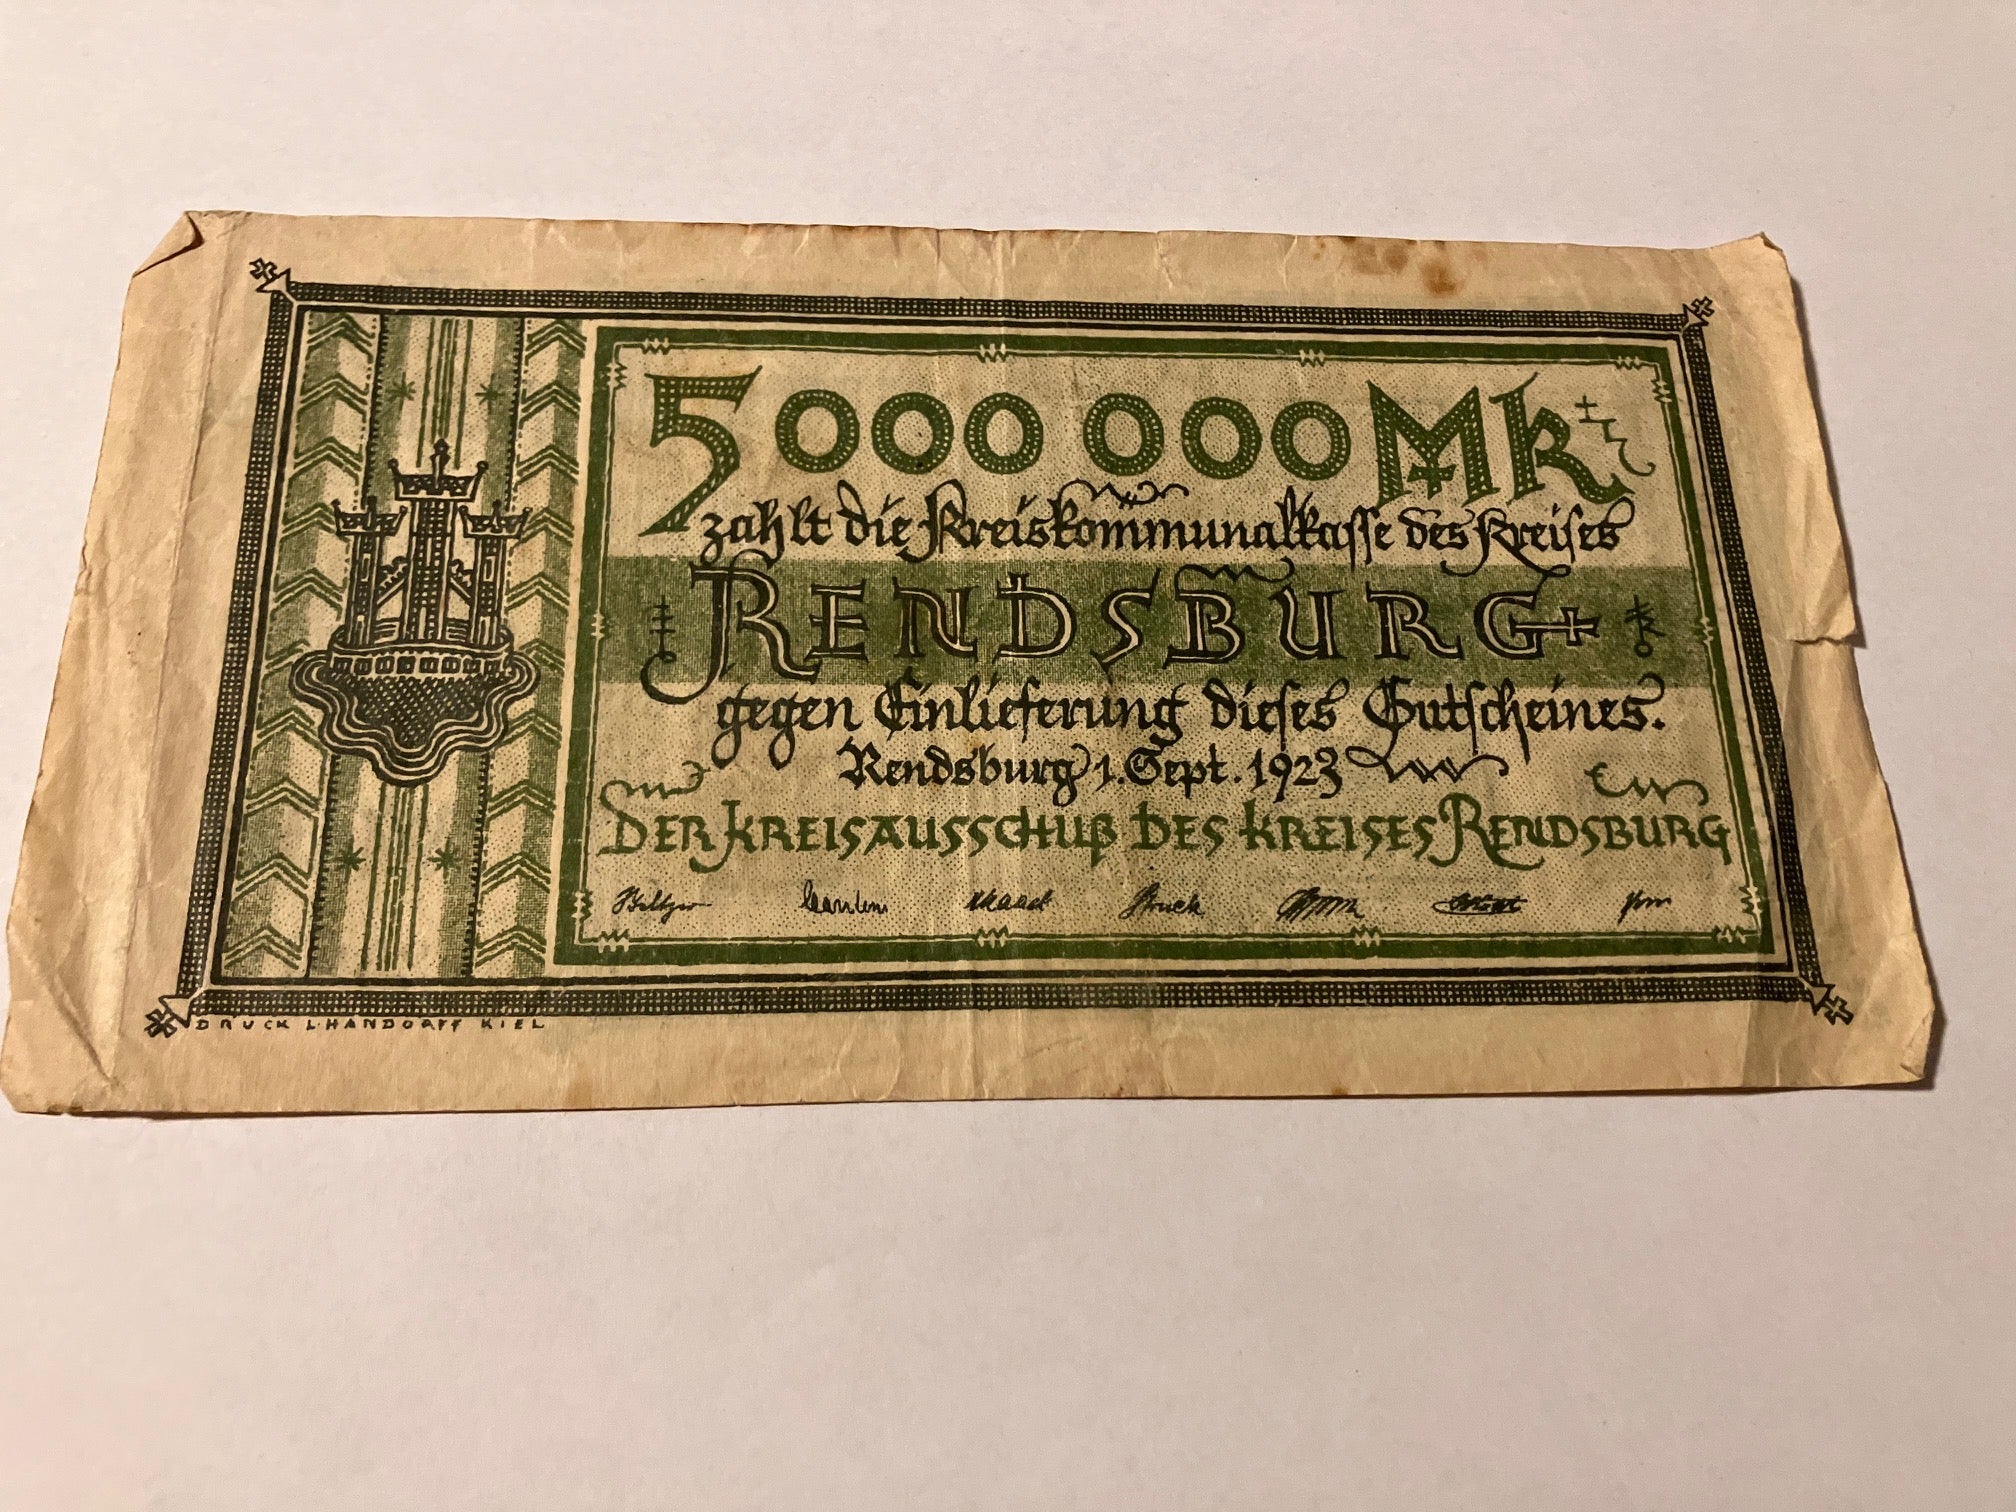 5 000 000 Mk
zahlt die Kreiskommunalkasse des Kreises
RENDSBURG
gegen Einlieferung dieses Gutscheines.
Rendsburg 1. Sept. 1923
DER KREISAUSSCHUß DES KREISES RENDSBURG
DRUCK L. HANDORFF KIEL